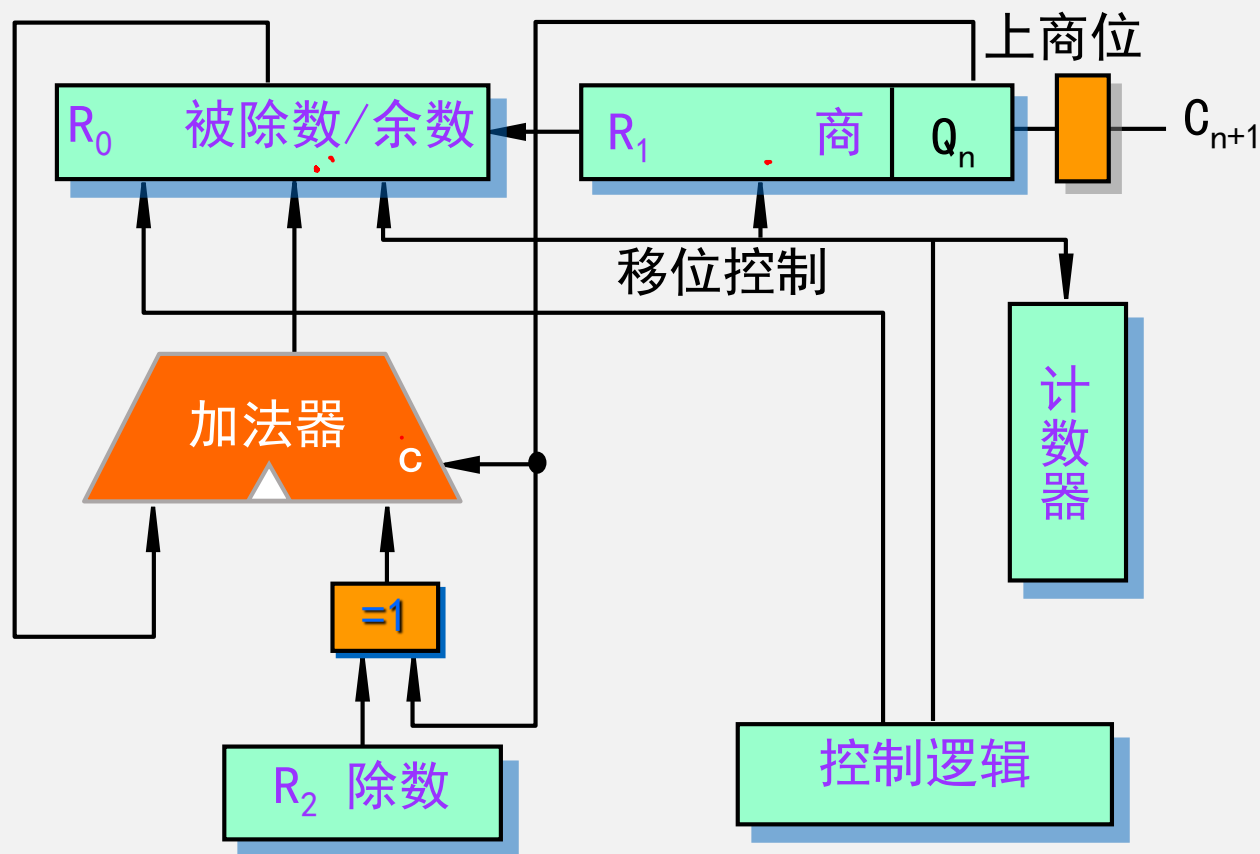 上商位
R₀ 被除数/余数
R₁ 商 Qₙ
Cₙ₊₁
移位控制
加法器
c
计数器
=1
R₂ 除数
控制逻辑